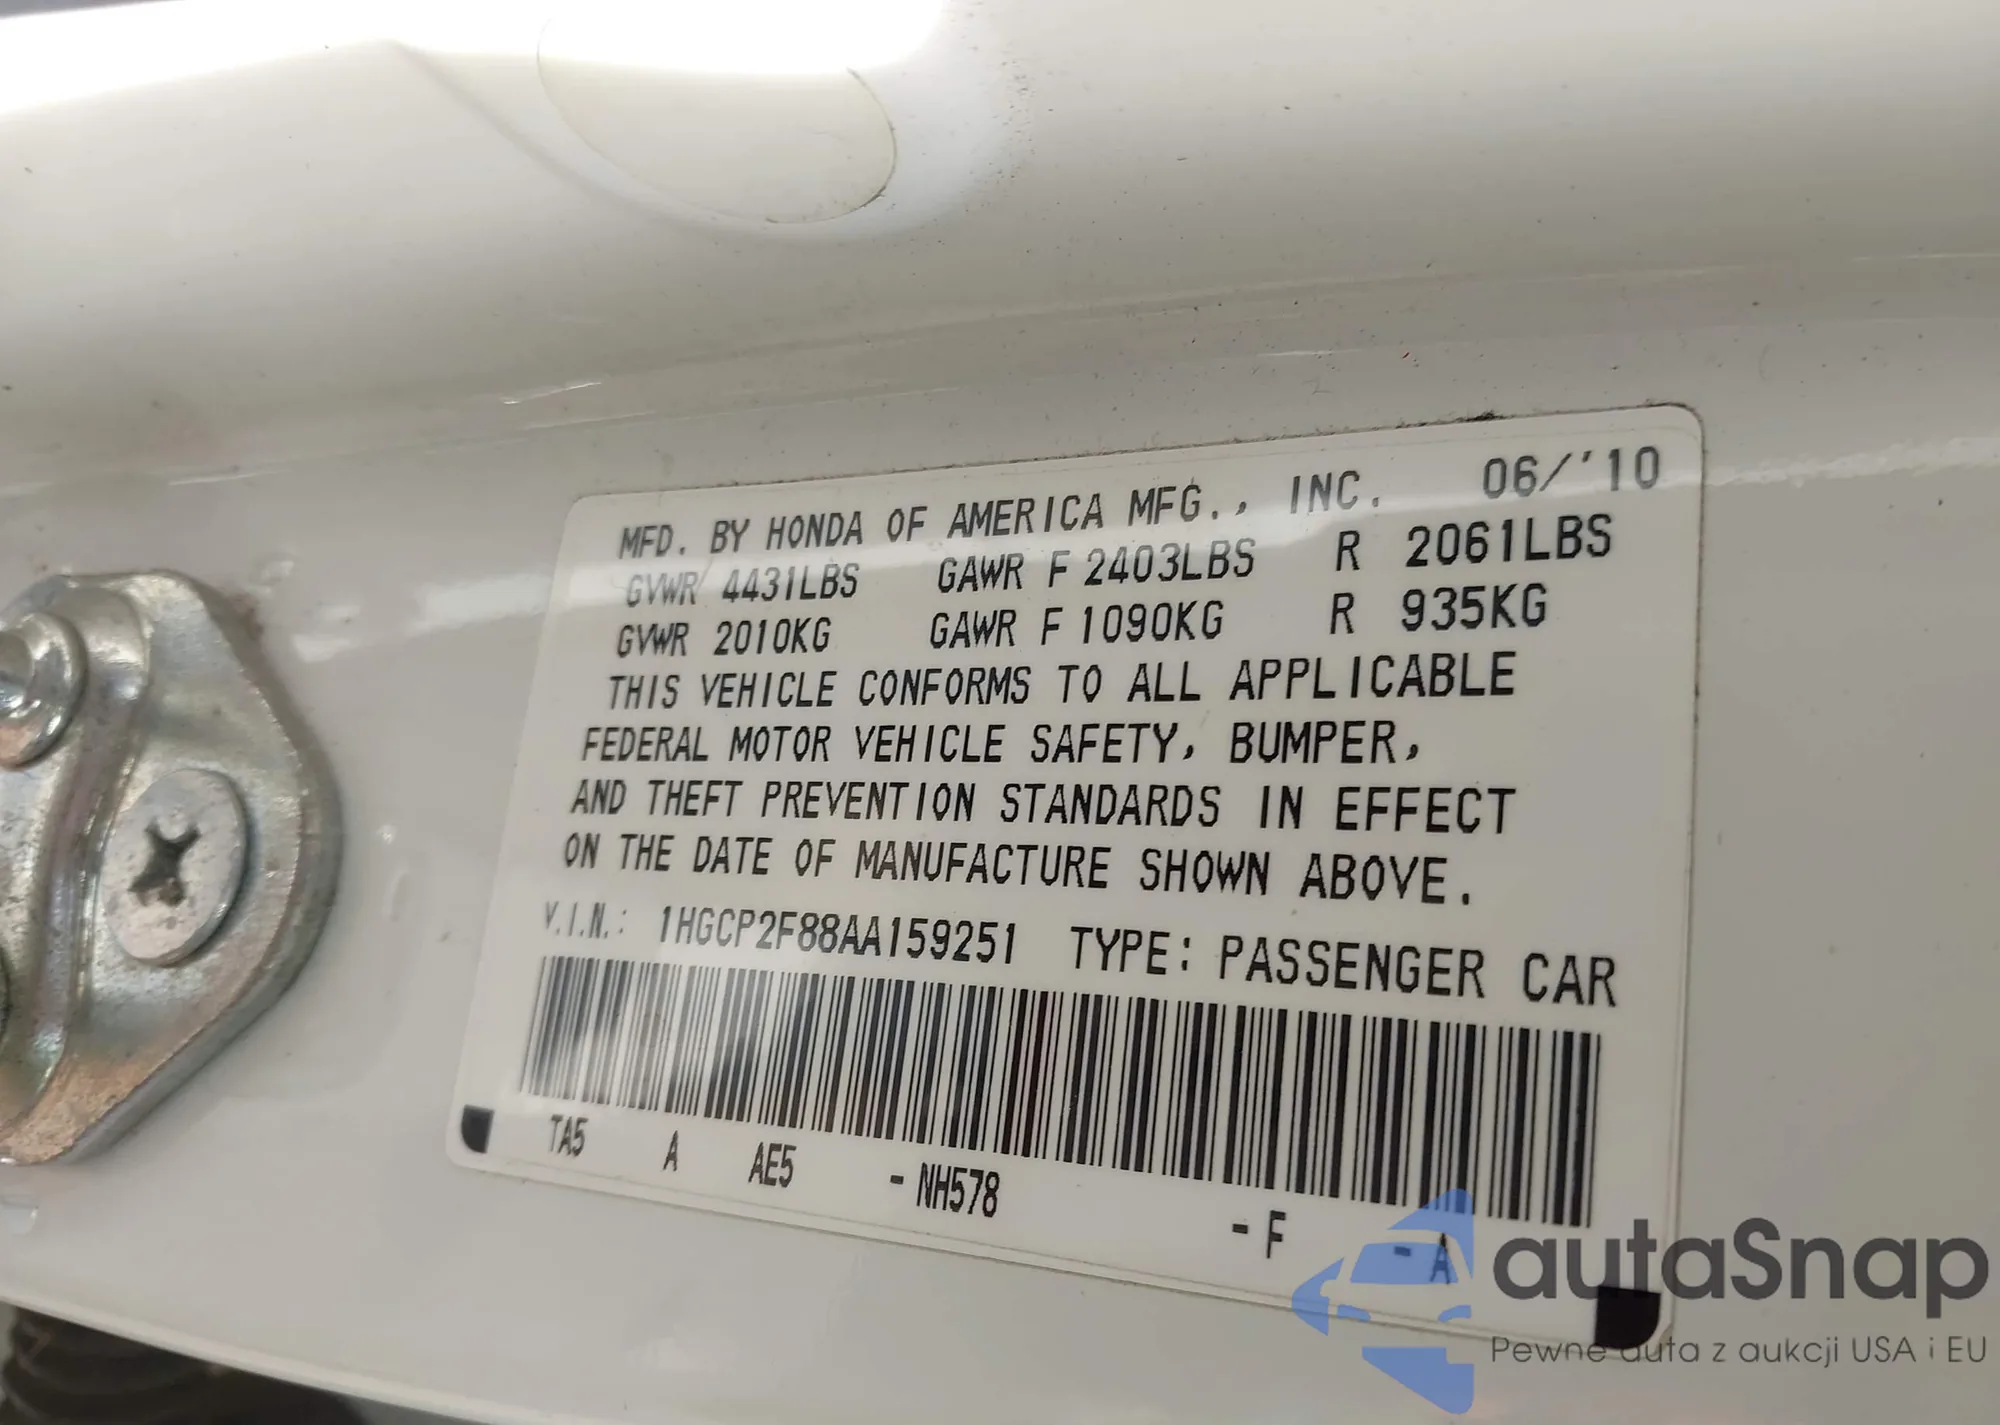 MFD. BY HONDA OF AMERICA MFG., INC. 06/'10
GVWR 4431LBS GAWR F 2403LBS R 2061LBS
GVWR 2010KG GAWR F 1090KG R 935KG
THIS VEHICLE CONFORMS TO ALL APPLICABLE
FEDERAL MOTOR VEHICLE SAFETY, BUMPER,
AND THEFT PREVENTION STANDARDS IN EFFECT
ON THE DATE OF MANUFACTURE SHOWN ABOVE.
V.I.N.: 1HGCP2F88AA159251 TYPE: PASSENGER CAR
TA5 A AE5 - NH578 - F - A
autaSnap
Pewne auta z aukcji USA i EU